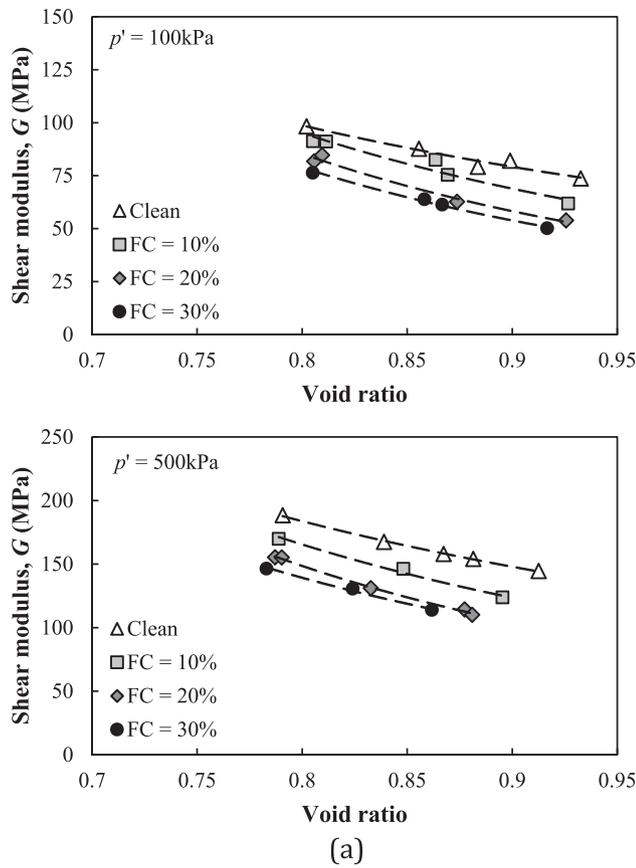 150
p' = 100kPa
125
100
75
50
25
0
Shear modulus, G (MPa)
Clean
FC = 10%
FC = 20%
FC = 30%
0.7 0.75 0.8 0.85 0.9 0.95
Void ratio
250
p' = 500kPa
200
150
100
50
0
Shear modulus, G (MPa)
Clean
FC = 10%
FC = 20%
FC = 30%
0.7 0.75 0.8 0.85 0.9 0.95
Void ratio
(a)